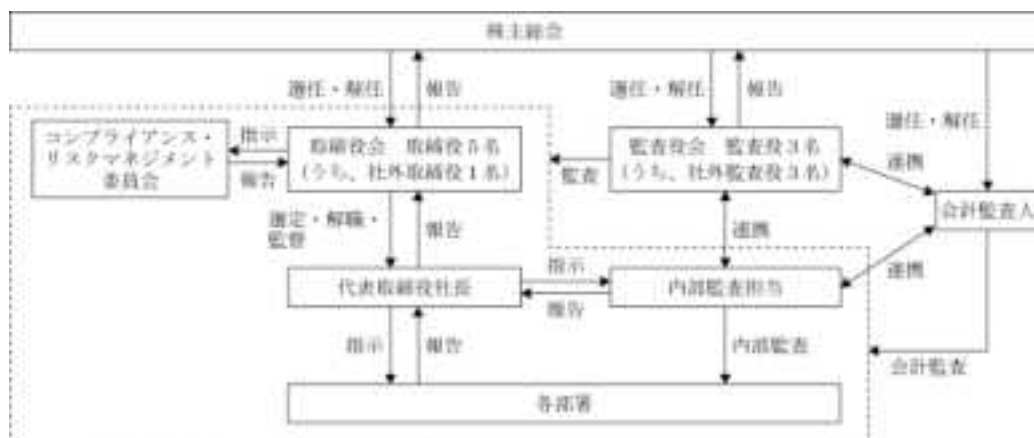 株主総会
選任・解任
報告
選任・解任
報告
選任・解任
コンプライアンス・
リスクマネジメント
委員会
指示
報告
取締役会 取締役5名
(うち、社外取締役1名)
監査
監査役会 監査役3名
(うち、社外監査役3名)
連携
会計監査人
選定・解職・
監督
報告
連携
連携
代表取締役社長
指示
報告
内部監査担当
指示
報告
内部監査
会計監査
各部署